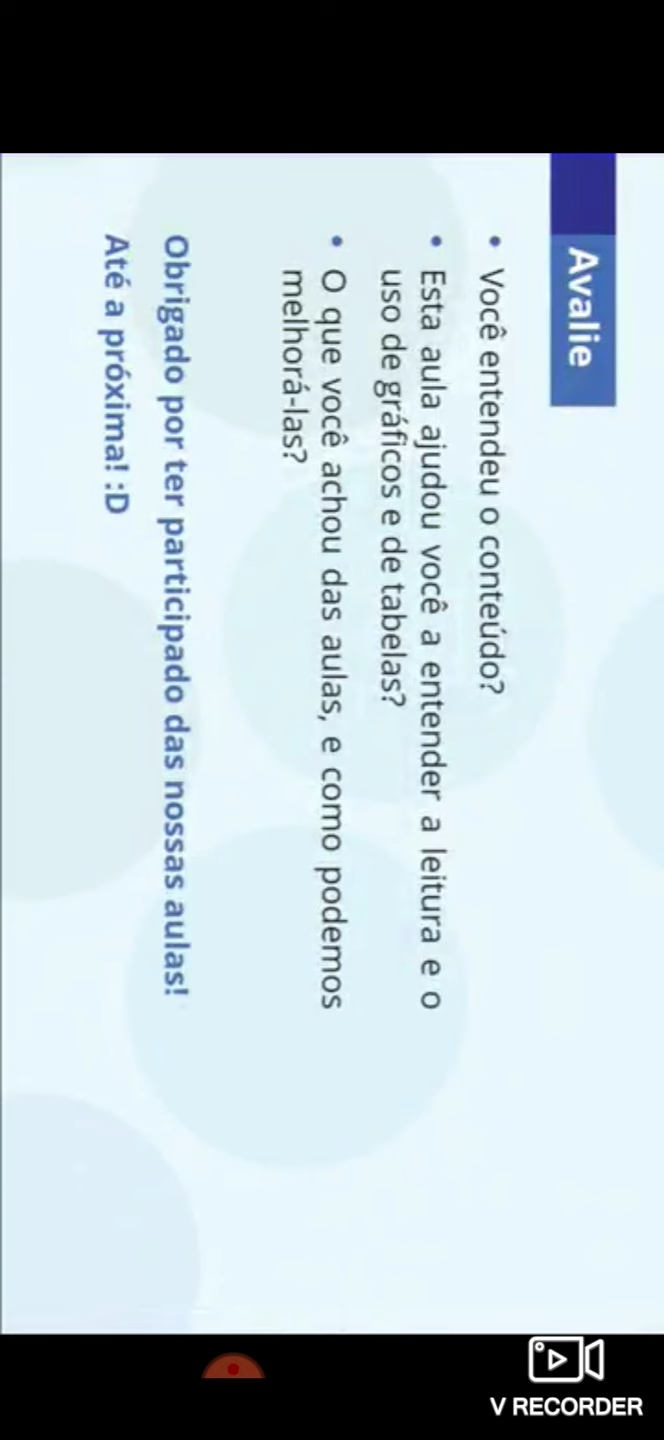 Avalie
• Você entendeu o conteúdo?
• Esta aula ajudou você a entender a leitura e o
uso de gráficos e de tabelas?
• O que você achou das aulas, e como podemos
melhorá-las?
Obrigado por ter participado das nossas aulas!
Até a próxima! :D
V RECORDER